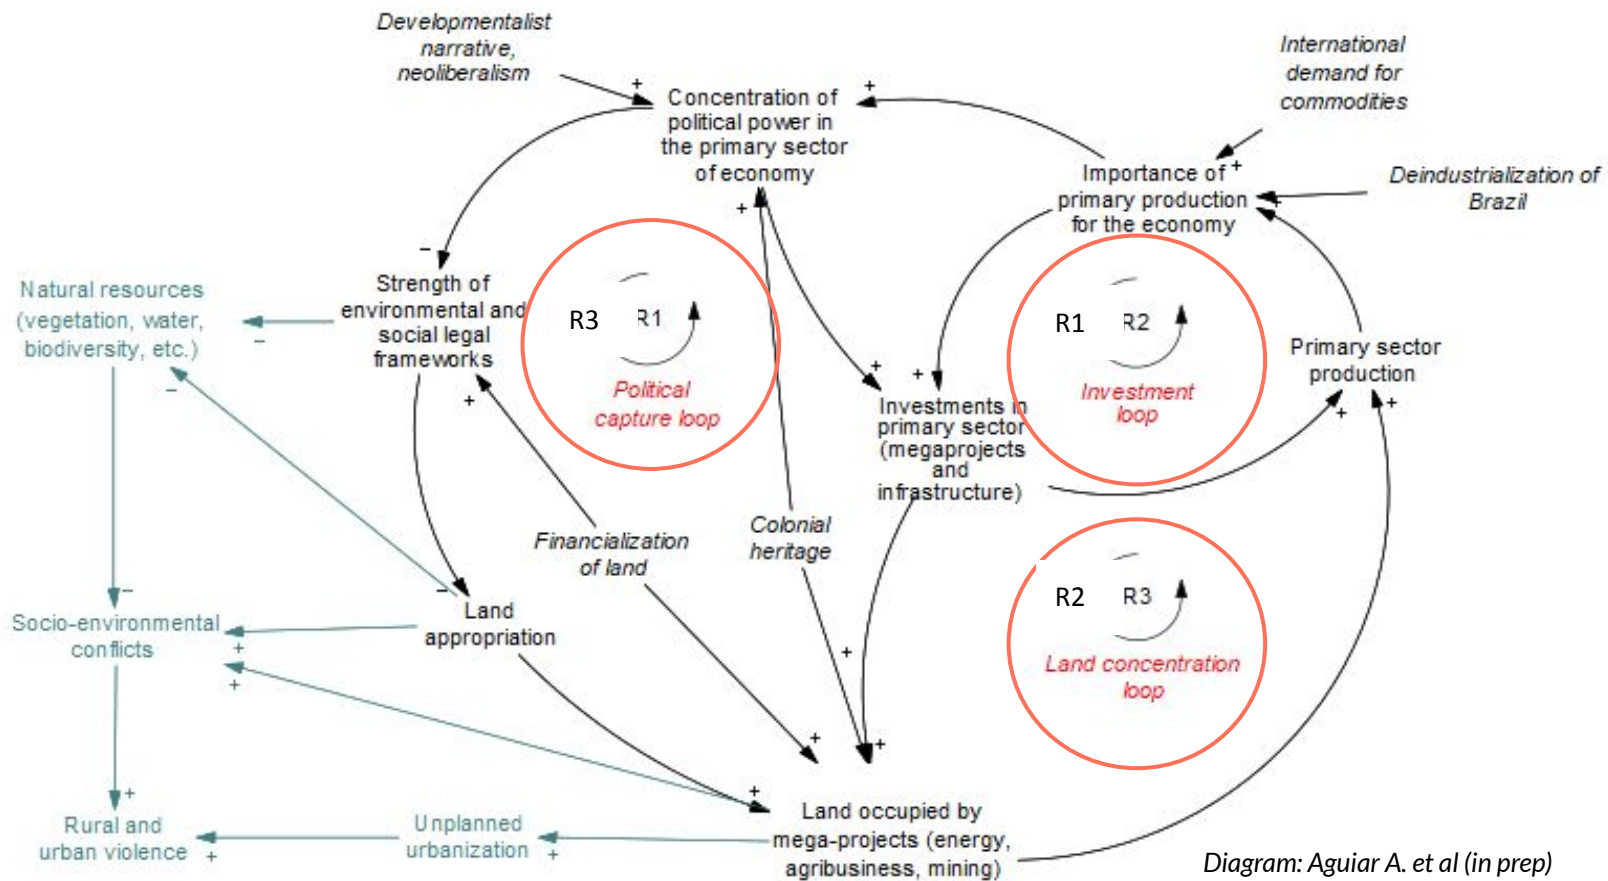 Developmentalist
narrative,
neoliberalism
+
Concentration of
political power in
the primary sector
of economy
+
+
International
demand for
commodities
+
Importance of
primary production
for the economy
+
Deindustrialization of
Brazil
−
Strength of
environmental and
social legal
frameworks
+
Natural resources
(vegetation, water,
biodiversity, etc.)
−
−
R3 R1
Political
capture loop
R1 R2
Investment
loop
Primary sector
production
+
+
+
+
Investments in
primary sector
(megaprojects
and
infrastructure)
Financialization
of land
Colonial
heritage
R2 R3
Land concentration
loop
−
Socio-environmental
conflicts
+
+
−
Land
appropriation
+
+
+
+
Land occupied by
mega-projects (energy,
agribusiness, mining)
+
Rural and
urban violence
+
Unplanned
urbanization
+
Diagram: Aguiar A. et al (in prep)